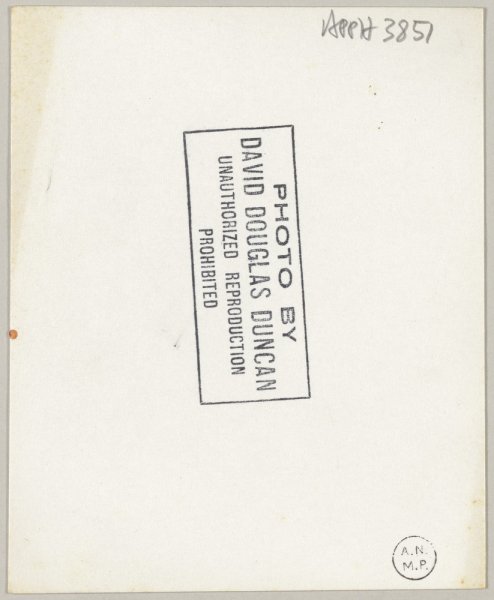 APPH 3851
PHOTO BY
DAVID DOUGLAS DUNCAN
UNAUTHORIZED REPRODUCTION
PROHIBITED
A.N.
M.P.